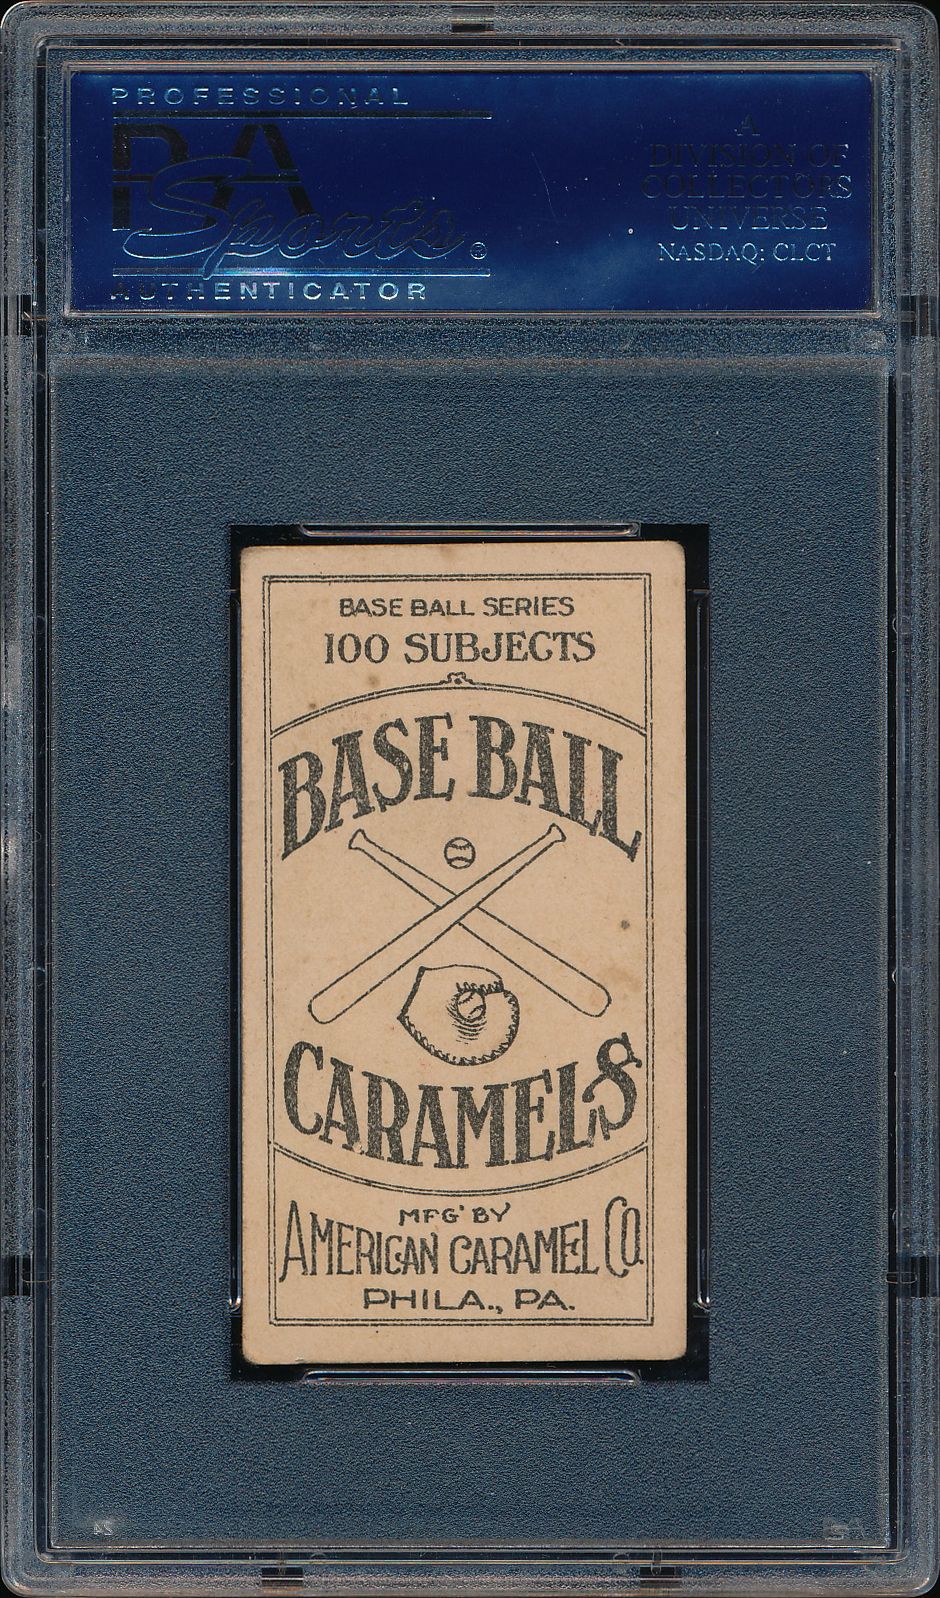 PROFESSIONAL
PSA
Sports®
AUTHENTICATOR
A
DIVISION OF
COLLECTORS
UNIVERSE
NASDAQ: CLCT
BASE BALL SERIES
100 SUBJECTS
BASE BALL
CARAMELS
MFG' BY
AMERICAN CARAMEL CO.
PHILA., PA.